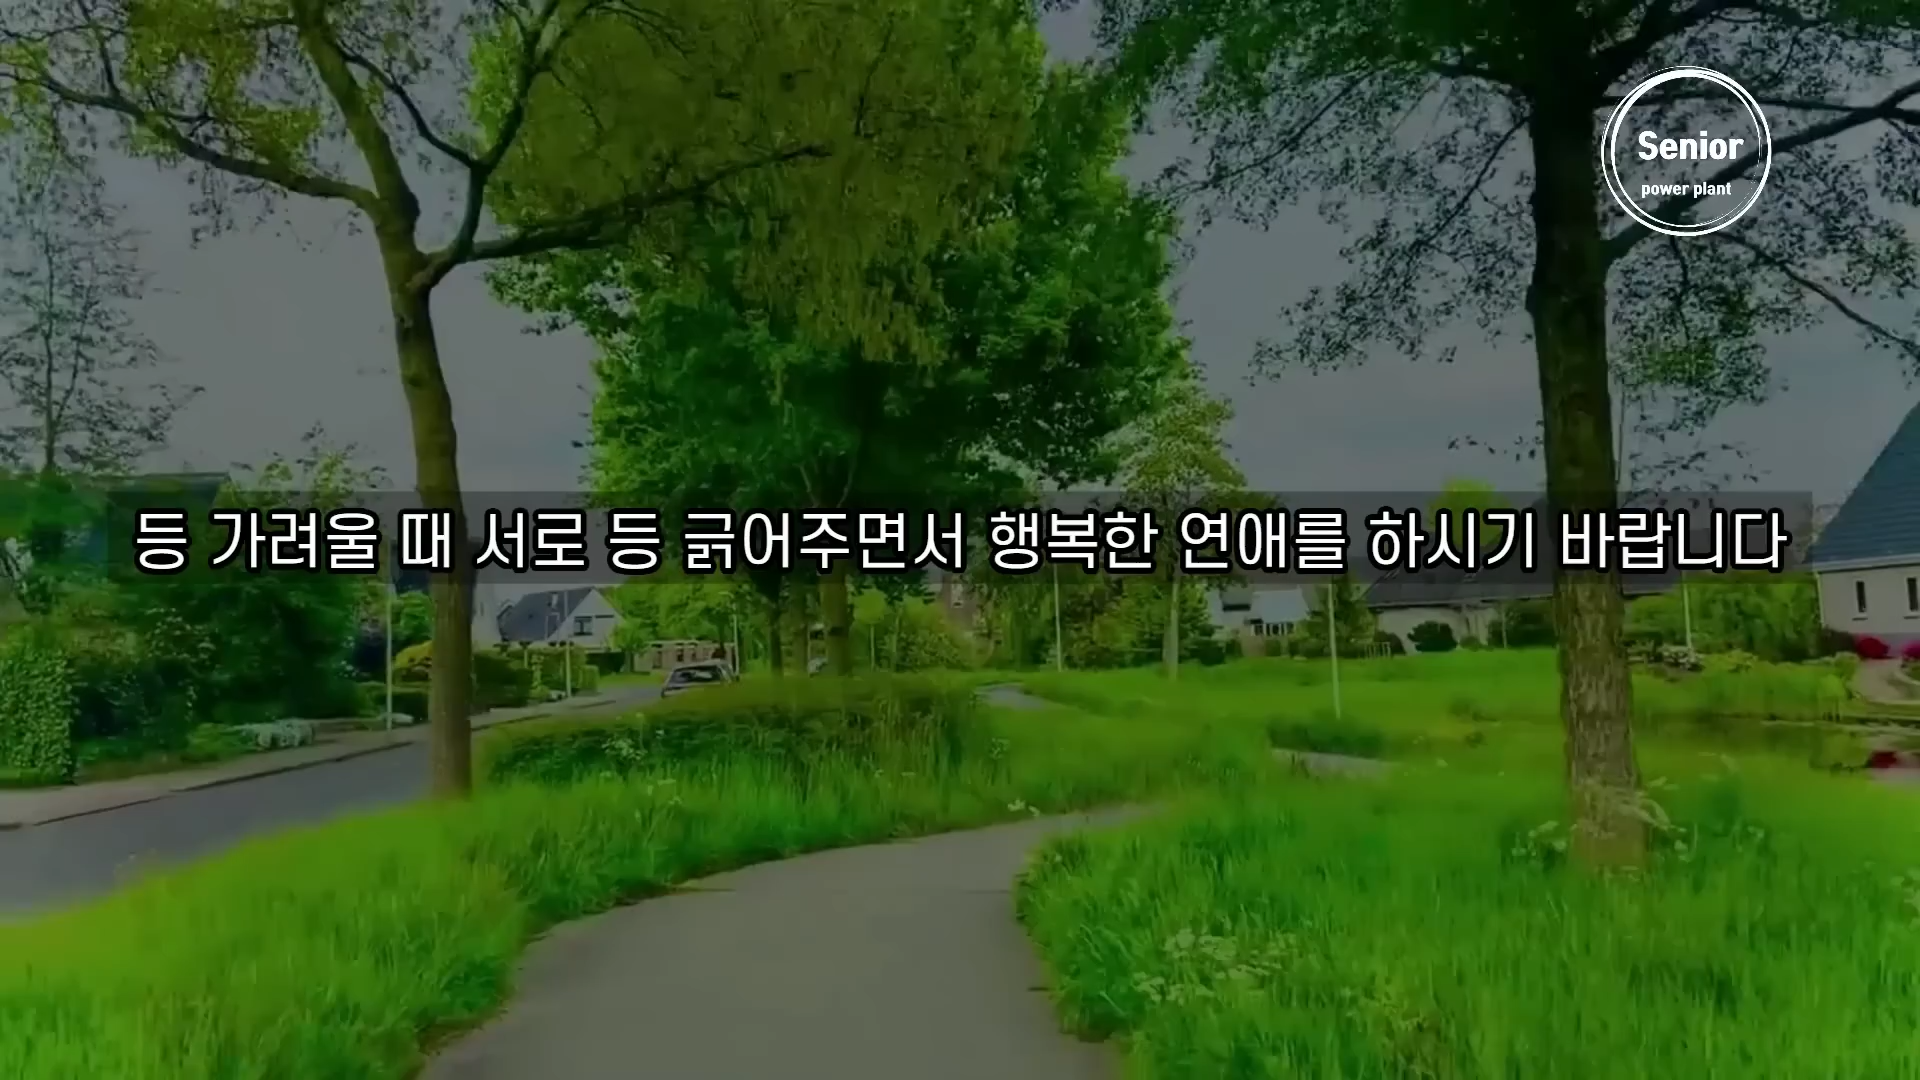 Senior
power plant
등 가려울 때 서로 등 긁어주면서 행복한 연애를 하시기 바랍니다